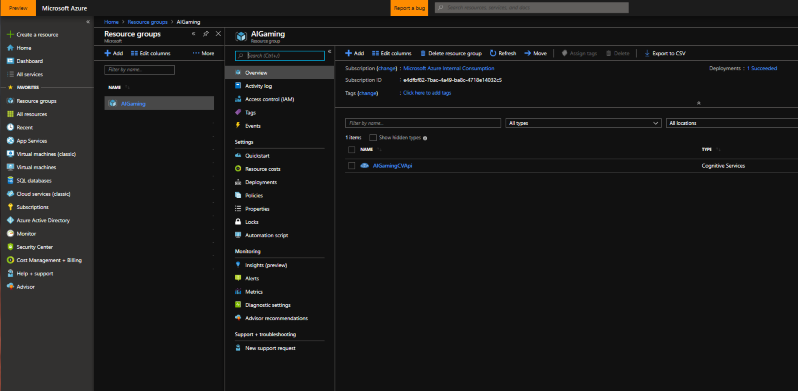 Preview
Microsoft Azure
Report a bug
Search resources, services, and docs
Home > Resource groups > AIGaming
Create a resource
Home
Dashboard
All services
FAVORITES
Resource groups
All resources
Recent
App Services
Virtual machines (classic)
Virtual machines
SQL databases
Cloud services (classic)
Subscriptions
Azure Active Directory
Monitor
Security Center
Cost Management + Billing
Help + support
Advisor
Resource groups
Microsoft
Add
Edit columns
More
Filter by name...
NAME
AIGaming
AIGaming
Resource group
Search (Ctrl+/)
Overview
Activity log
Access control (IAM)
Tags
Events
Settings
Quickstart
Resource costs
Deployments
Policies
Properties
Locks
Automation script
Monitoring
Insights (preview)
Alerts
Metrics
Diagnostic settings
Advisor recommendations
Support + troubleshooting
New support request
Add
Edit columns
Delete resource group
Refresh
Move
Assign tags
Delete
Export to CSV
Subscription (change) : Microsoft Azure Internal Consumption
Deployments : 1 Succeeded
Subscription ID :
Tags (change) : Click here to add tags
Filter by name...
All types
All locations
1 items
Show hidden types
NAME
TYPE
AIGamingCVApi
Cognitive Services